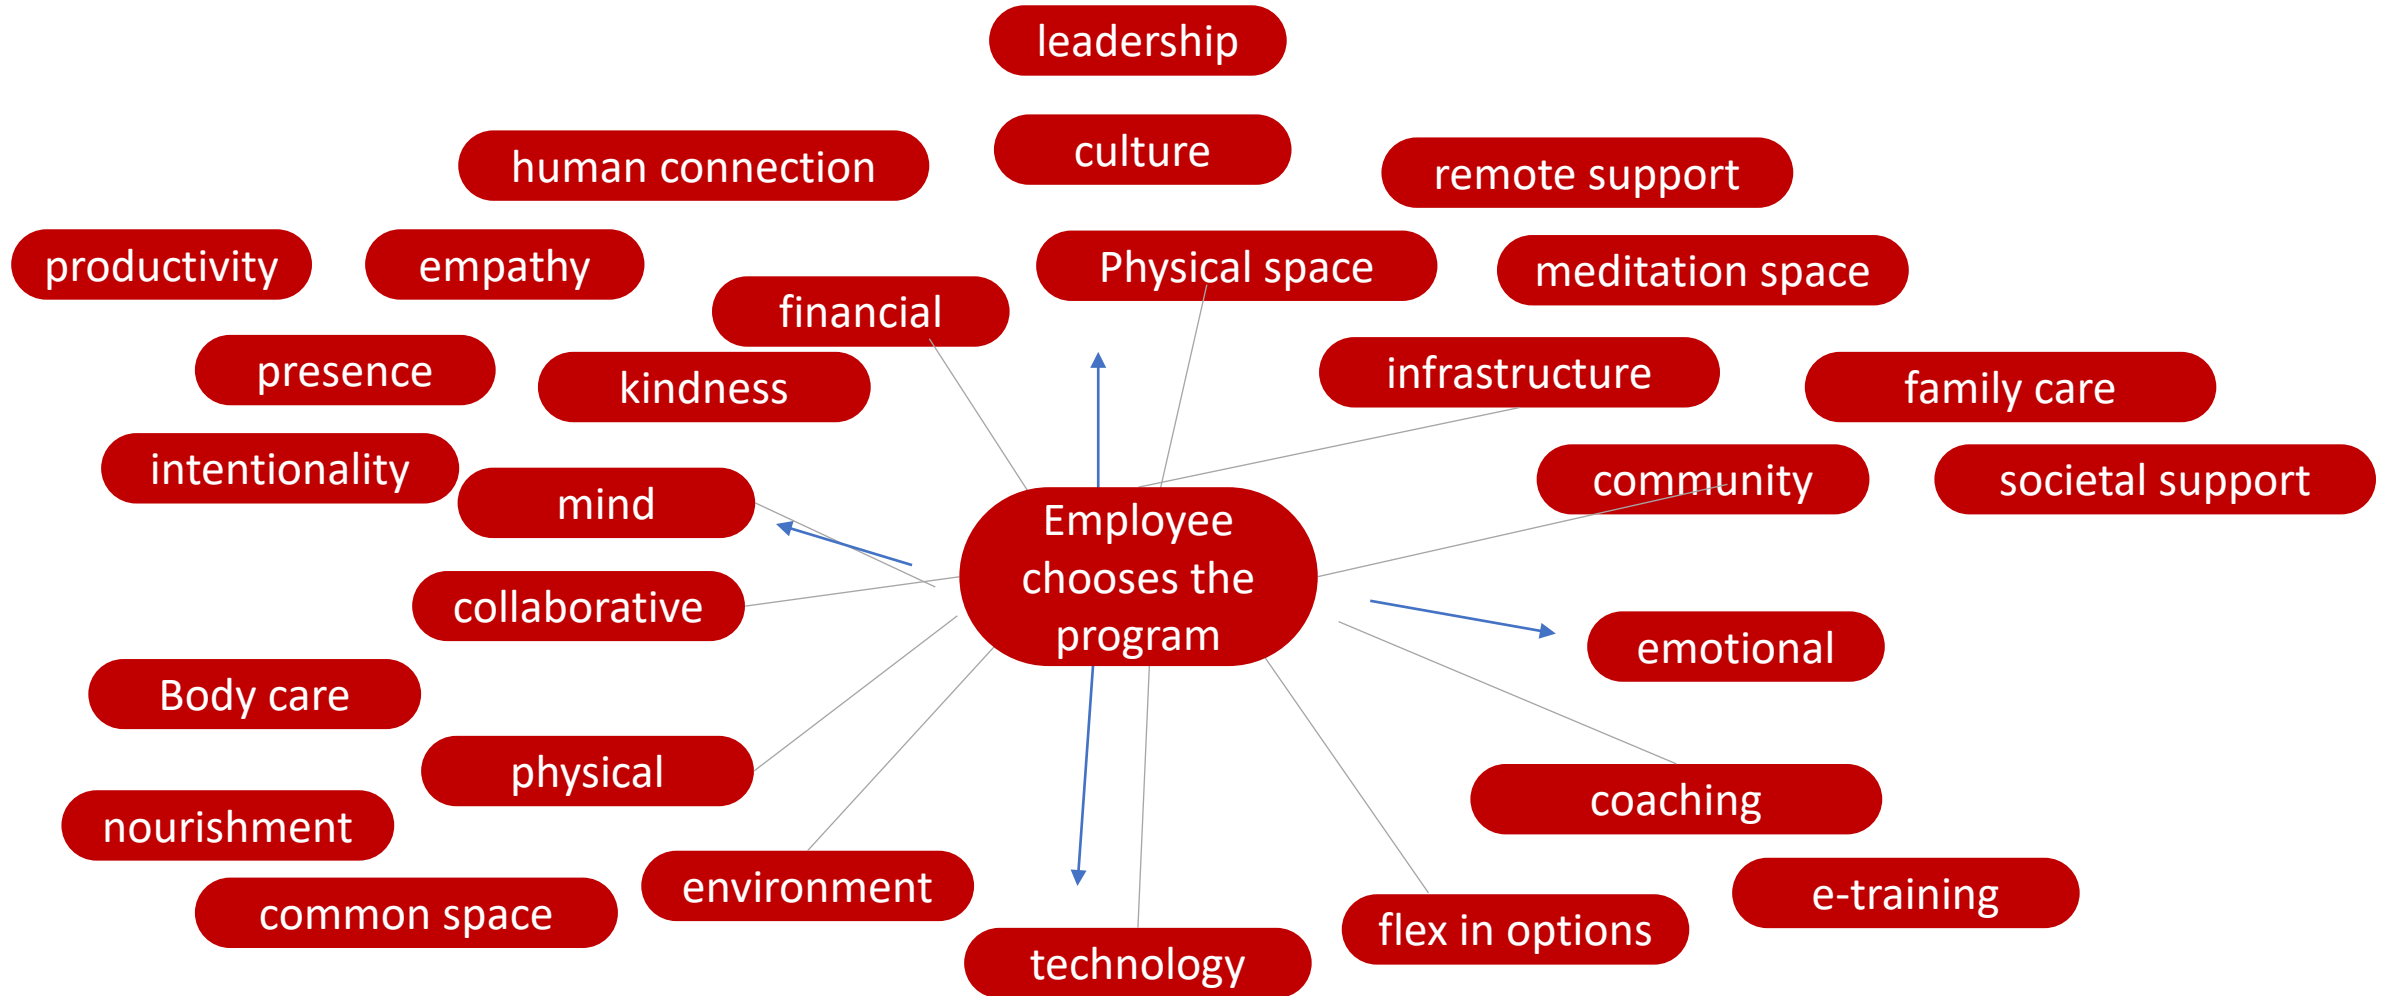 leadership
culture
human connection
remote support
productivity
empathy
Physical space
meditation space
financial
presence
kindness
infrastructure
family care
intentionality
mind
community
societal support
Employee
chooses the
program
collaborative
emotional
Body care
physical
coaching
nourishment
environment
e-training
common space
flex in options
technology